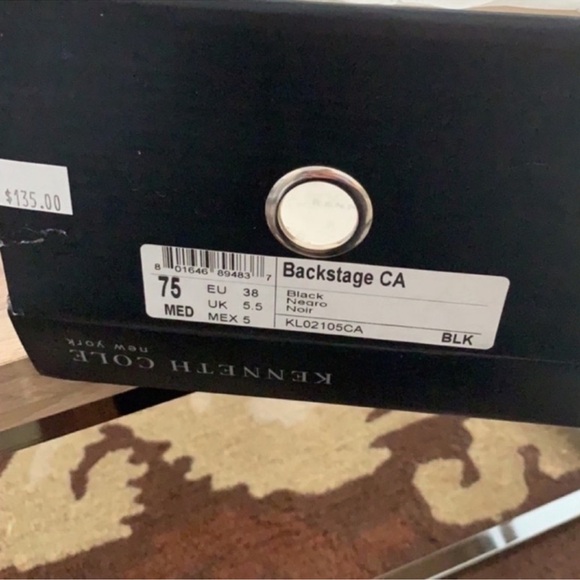 $135.00
8 01646 89483 7
75
MED
EU 38
UK 5.5
MEX 5
Backstage CA
Black
Negro
Noir
KL02105CA
BLK
KENNETH COLE
new york